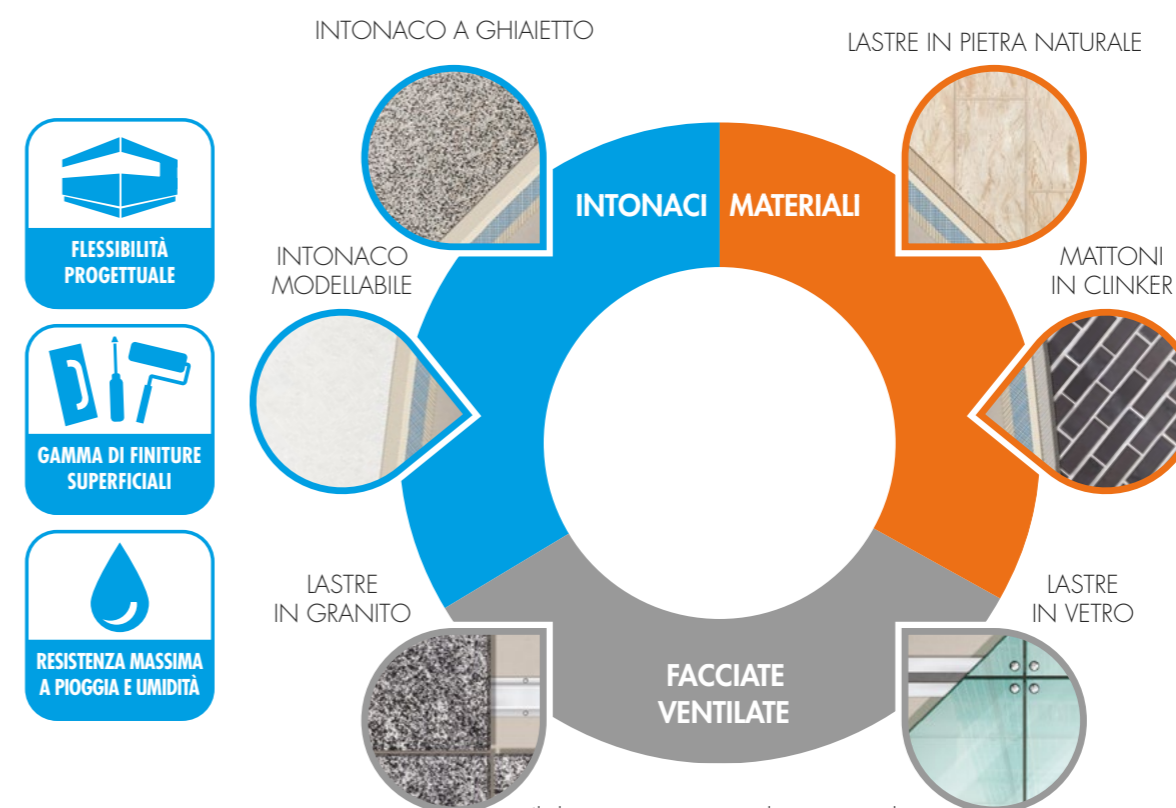 INTONACO A GHIAIETTO
LASTRE IN PIETRA NATURALE
FLESSIBILITÀ
PROGETTUALE
INTONACI
MATERIALI
INTONACO
MODELLABILE
MATTONI
IN CLINKER
GAMMA DI FINITURE
SUPERFICIALI
LASTRE
IN GRANITO
LASTRE
IN VETRO
RESISTENZA MASSIMA
A PIOGGIA E UMIDITÀ
FACCIATE
VENTILATE